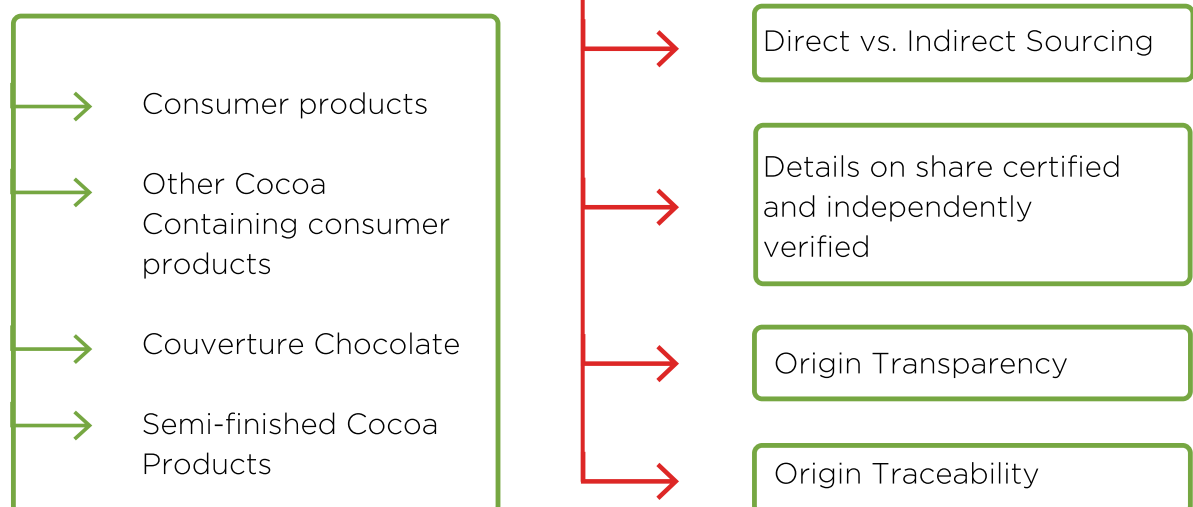 Consumer products
Other Cocoa
Containing consumer
products
Couverture Chocolate
Semi-finished Cocoa
Products
Direct vs. Indirect Sourcing
Details on share certified
and independently
verified
Origin Transparency
Origin Traceability